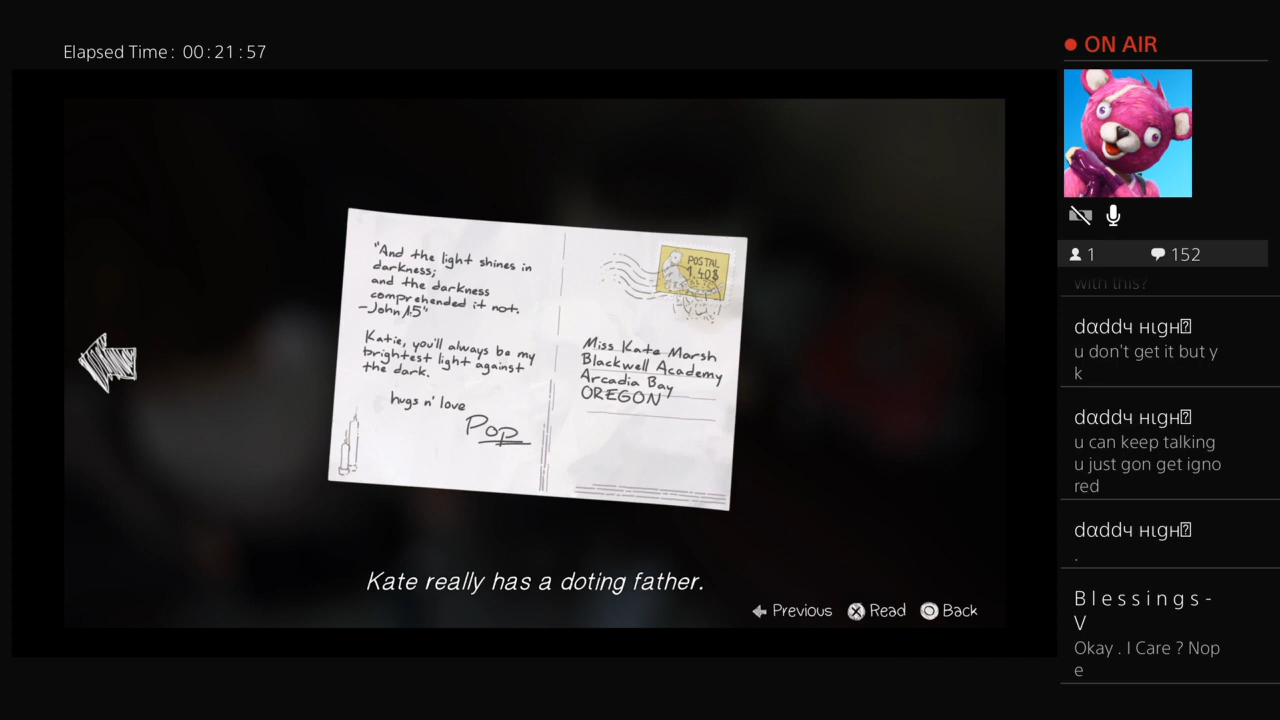 Elapsed Time: 00:21:57
ON AIR
1
152
"And the light shines in
darkness;
and the darkness
comprehended it not.
-John 1:5"
Katie, you'll always be my
brightest light against
the dark.
hugs n' love
Pop
POSTAL
1.40$
Miss Kate Marsh
Blackwell Academy
Arcadia Bay
OREGON
Kate really has a doting father.
Previous
Read
Back
with this?
dαddч нιgн
u don't get it but y
k
dαddч нιgн
u can keep talking
u just gon get igno
red
dαddч нιgн
.
B l e s s i n g s -
V
Okay . I Care ? Nop
e